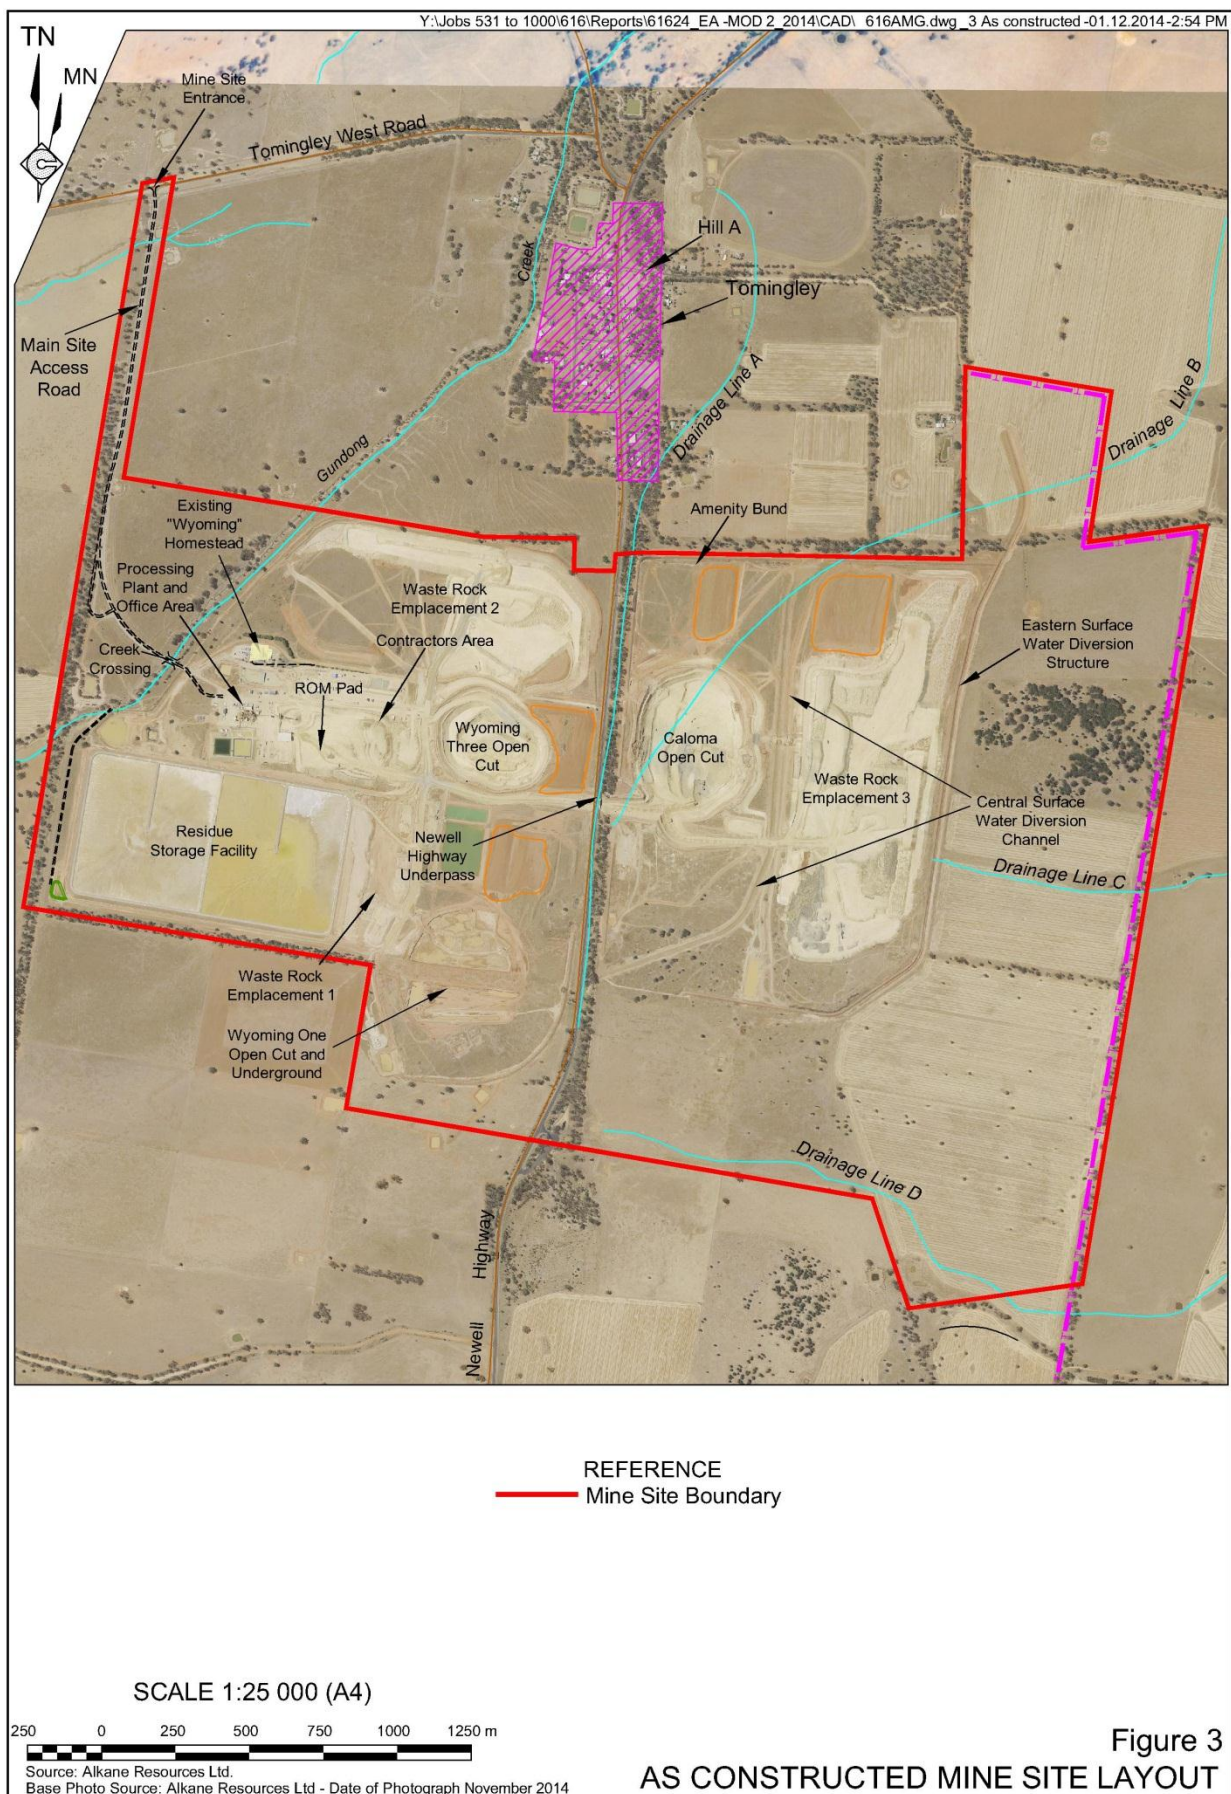 Y:\Jobs 531 to 1000\616\Reports\61624_EA -MOD 2_2014\CAD\_616AMG.dwg_3 As constructed -01.12.2014-2:54 PM
TN
MN
Mine Site
Entrance
Tomingley West Road
Creek
Hill A
Tomingley
Main Site
Access
Road
Drainage Line A
Drainage Line B
Gundong
Existing
"Wyoming"
Homestead
Amenity Bund
Processing
Plant and
Office Area
Waste Rock
Emplacement 2
Contractors Area
Creek
Crossing
ROM Pad
Eastern Surface
Water Diversion
Structure
Wyoming
Three Open
Cut
Caloma
Open Cut
Waste Rock
Emplacement 3
Central Surface
Water Diversion
Channel
Residue
Storage Facility
Newell
Highway
Underpass
Drainage Line C
Waste Rock
Emplacement 1
Wyoming One
Open Cut and
Underground
Drainage Line D
Newell Highway
REFERENCE
Mine Site Boundary
SCALE 1:25 000 (A4)
250 0 250 500 750 1000 1250 m
Source: Alkane Resources Ltd.
Base Photo Source: Alkane Resources Ltd - Date of Photograph November 2014
Figure 3
AS CONSTRUCTED MINE SITE LAYOUT